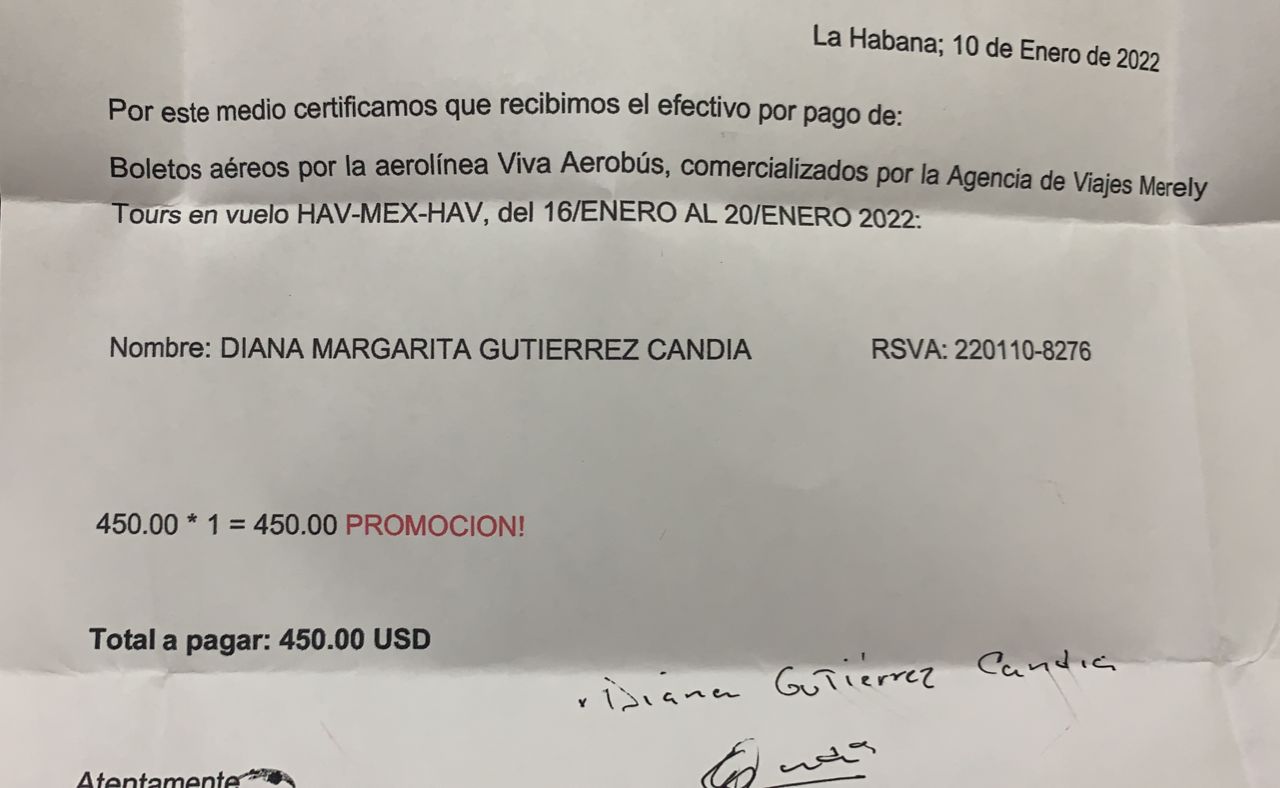 La Habana; 10 de Enero de 2022
Por este medio certificamos que recibimos el efectivo por pago de:
Boletos aéreos por la aerolínea Viva Aerobús, comercializados por la Agencia de Viajes Merely
Tours en vuelo HAV-MEX-HAV, del 16/ENERO AL 20/ENERO 2022:
Nombre: DIANA MARGARITA GUTIERREZ CANDIA RSVA: 220110-8276
450.00 * 1 = 450.00 PROMOCION!
Total a pagar: 450.00 USD
Diana Gutiérrez Candia
Atentamente